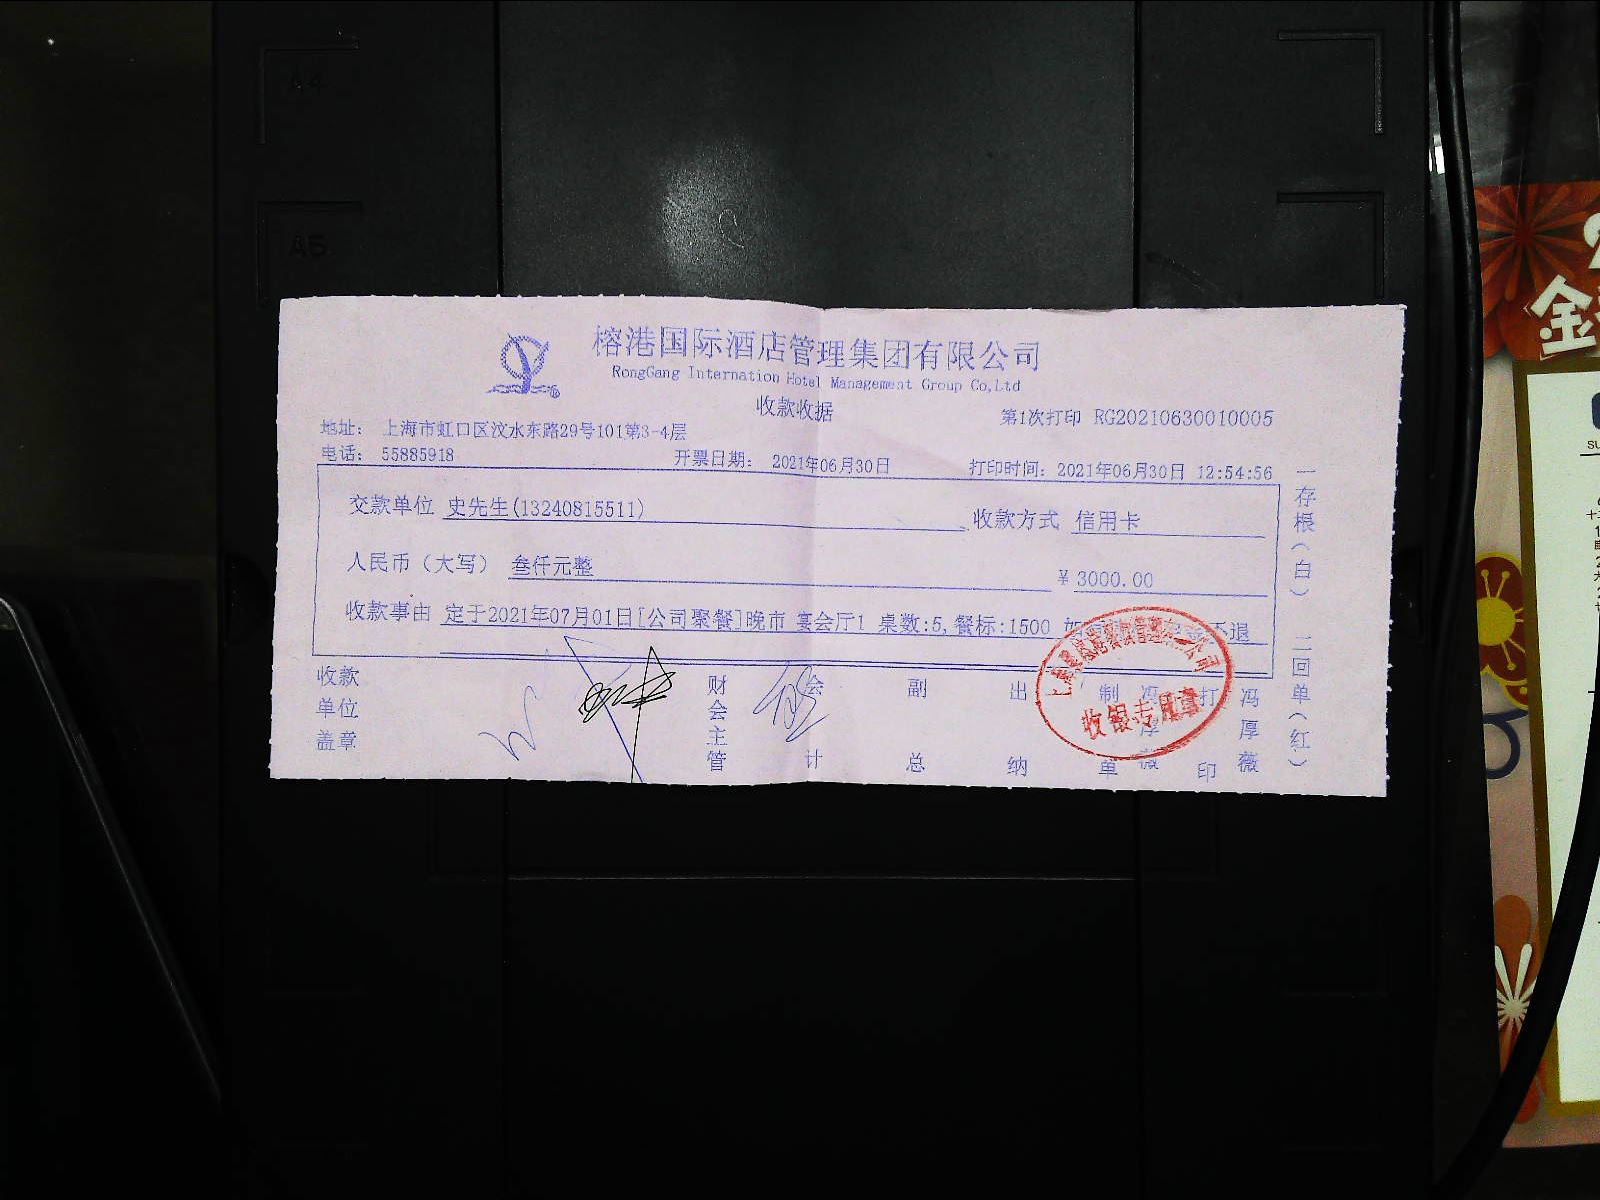 A4
A5
榕港国际酒店管理集团有限公司
RongGang Internation Hotel Management Group Co,Ltd
收款收据
第1次打印 RG20210630010005
地址： 上海市虹口区汶水东路29号101第3-4层
电话： 55885918 开票日期： 2021年06月30日 打印时间：2021年06月30日 12:54:56
交款单位 史先生(13240815511) 收款方式 信用卡
人民币（大写） 叁仟元整 ￥3000.00
收款事由 定于2021年07月01日[公司聚餐]晚市 宴会厅1 桌数:5,餐标:1500 不退
收款单位盖章
财会主管
会计
副总
出纳
制单
打印
冯厚薇
收银专用章
一存根（白） 二回单（红）
金